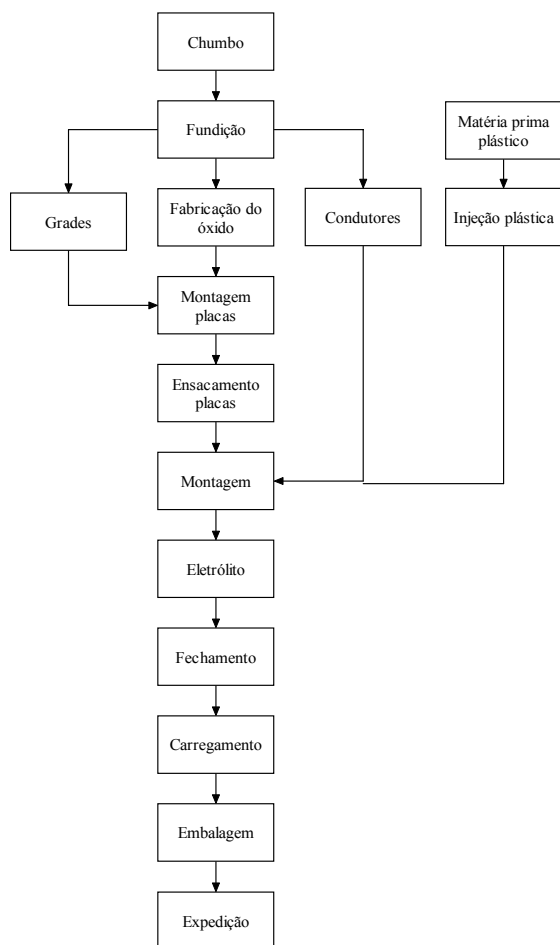 Chumbo
Fundição
Matéria prima
plástico
Grades
Fabricação do
óxido
Condutores
Injeção plástica
Montagem
placas
Ensacamento
placas
Montagem
Eletrólito
Fechamento
Carregamento
Embalagem
Expedição